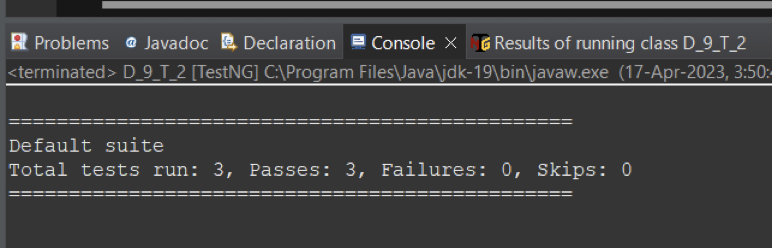 Problems @ Javadoc Declaration Console × Results of running class D_9_T_2
<terminated> D_9_T_2 [TestNG] C:\Program Files\Java\jdk-19\bin\javaw.exe (17-Apr-2023, 3:50:
===============================================
Default suite
Total tests run: 3, Passes: 3, Failures: 0, Skips: 0
===============================================